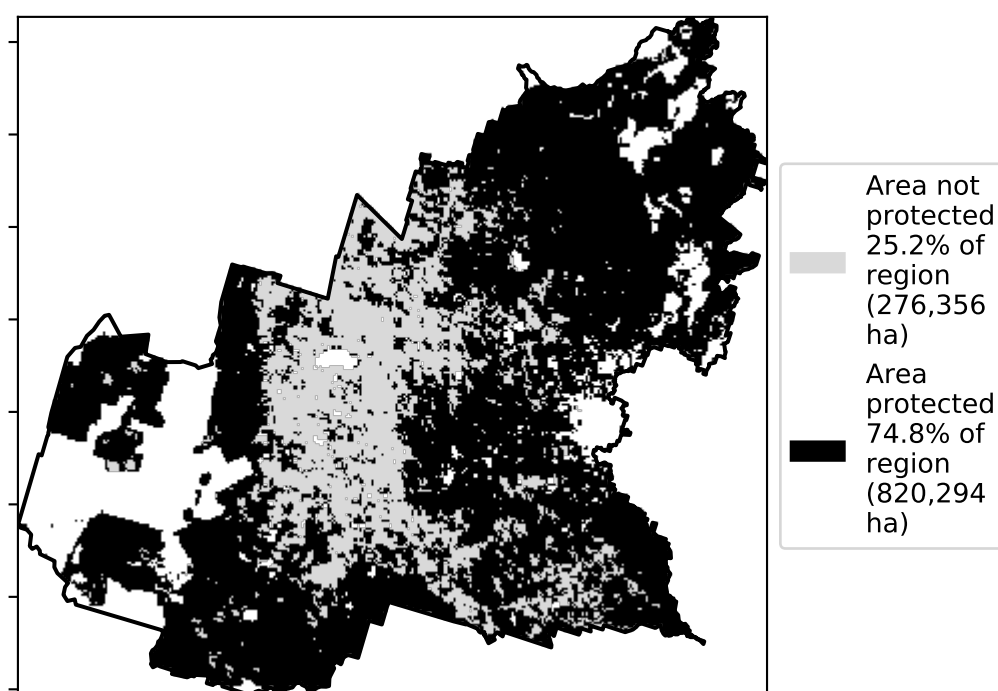 Area not
protected
25.2% of
region
(276,356
ha)
Area
protected
74.8% of
region
(820,294
ha)